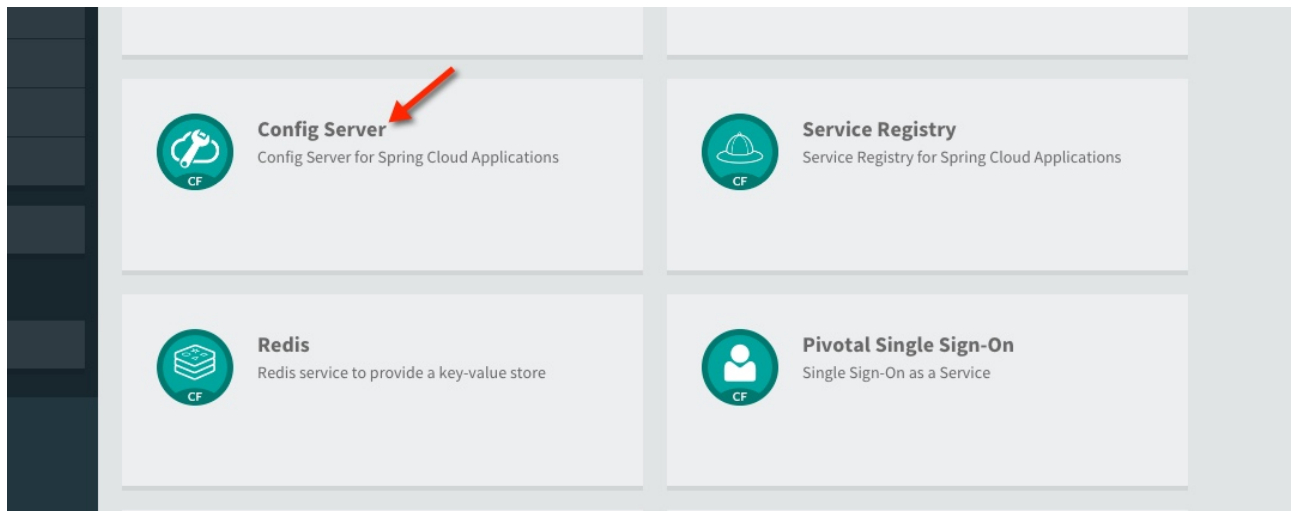 Config Server
Config Server for Spring Cloud Applications
CF
Service Registry
Service Registry for Spring Cloud Applications
CF
Redis
Redis service to provide a key-value store
CF
Pivotal Single Sign-On
Single Sign-On as a Service
CF